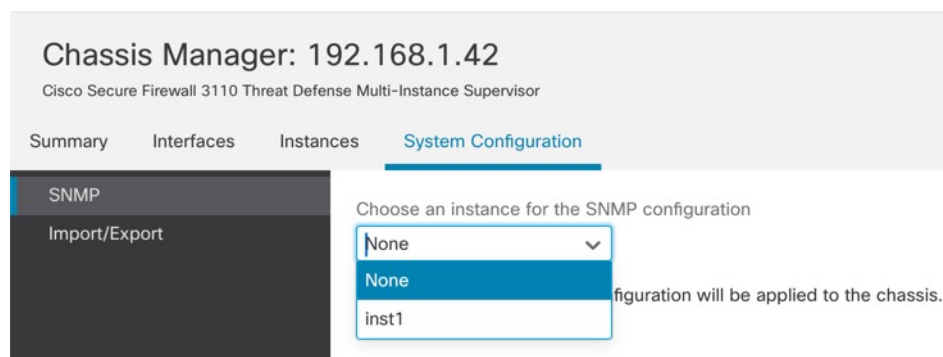 Chassis Manager: 192.168.1.42
Cisco Secure Firewall 3110 Threat Defense Multi-Instance Supervisor
Summary Interfaces Instances System Configuration
SNMP
Import/Export
Choose an instance for the SNMP configuration
None
None
figuration will be applied to the chassis.
inst1